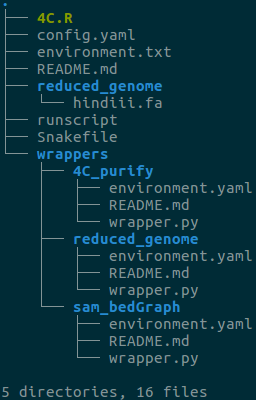 .
├── 4C.R
├── config.yaml
├── environment.txt
├── README.md
├── reduced_genome
│   └── hindiii.fa
├── runscript
├── Snakefile
└── wrappers
    ├── 4C_purify
    │   ├── environment.yaml
    │   ├── README.md
    │   └── wrapper.py
    ├── reduced_genome
    │   ├── environment.yaml
    │   ├── README.md
    │   └── wrapper.py
    └── sam_bedGraph
        ├── environment.yaml
        ├── README.md
        └── wrapper.py

5 directories, 16 files